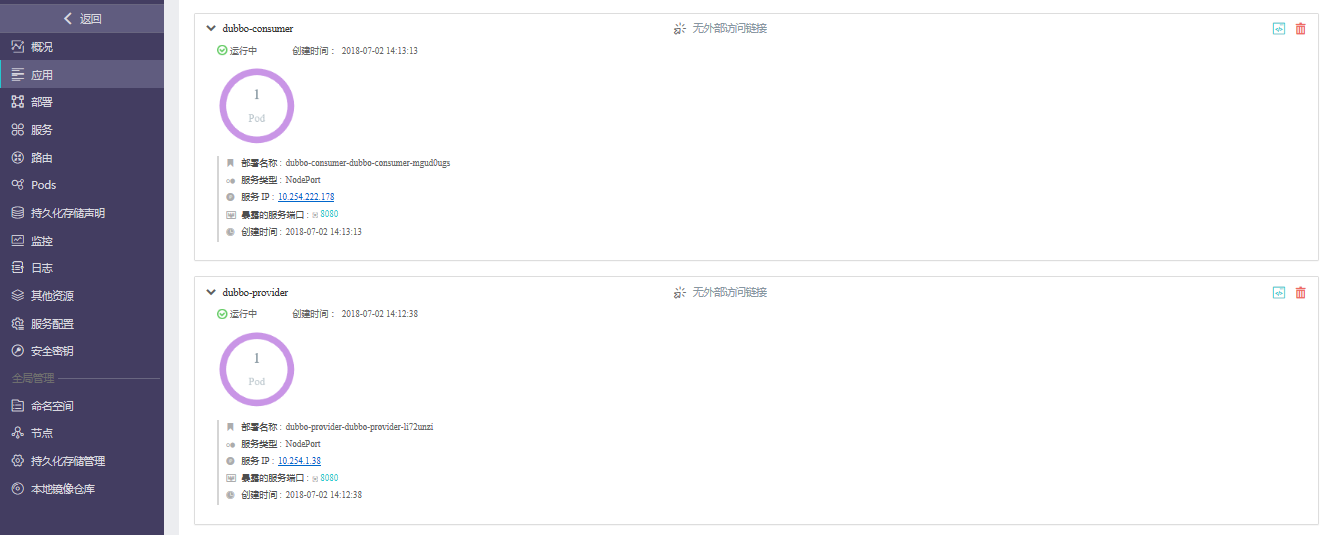 返回
概况
应用
部署
服务
路由
Pods
持久化存储声明
监控
日志
其他资源
服务配置
安全密钥
全局管理
命名空间
节点
持久化存储管理
本地镜像仓库
dubbo-consumer
无外部访问链接
运行中 创建时间： 2018-07-02 14:13:13
1
Pod
部署名称 : dubbo-consumer-dubbo-consumer-mgud0ugs
服务类型 : NodePort
服务 IP : 10.254.222.178
暴露的服务端口 : 8080
创建时间 : 2018-07-02 14:13:13
dubbo-provider
无外部访问链接
运行中 创建时间： 2018-07-02 14:12:38
1
Pod
部署名称 : dubbo-provider-dubbo-provider-li72unzi
服务类型 : NodePort
服务 IP : 10.254.1.38
暴露的服务端口 : 8080
创建时间 : 2018-07-02 14:12:38